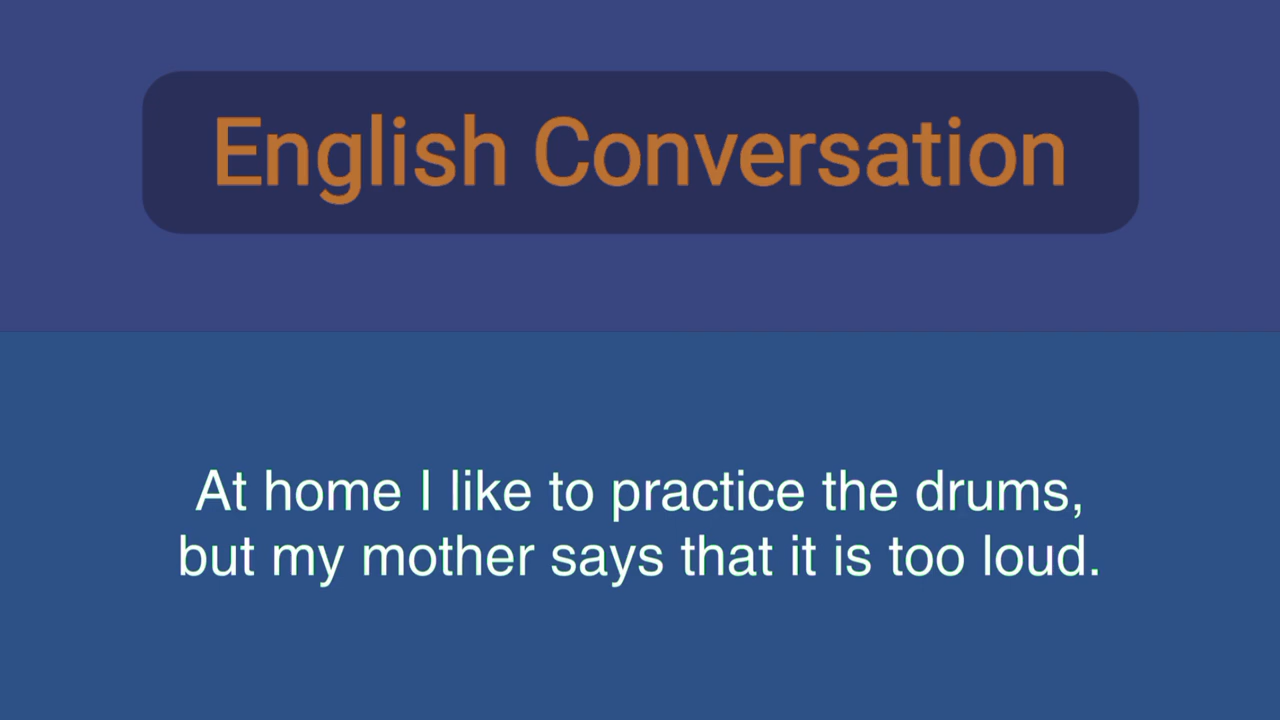 English Conversation
At home I like to practice the drums,
but my mother says that it is too loud.